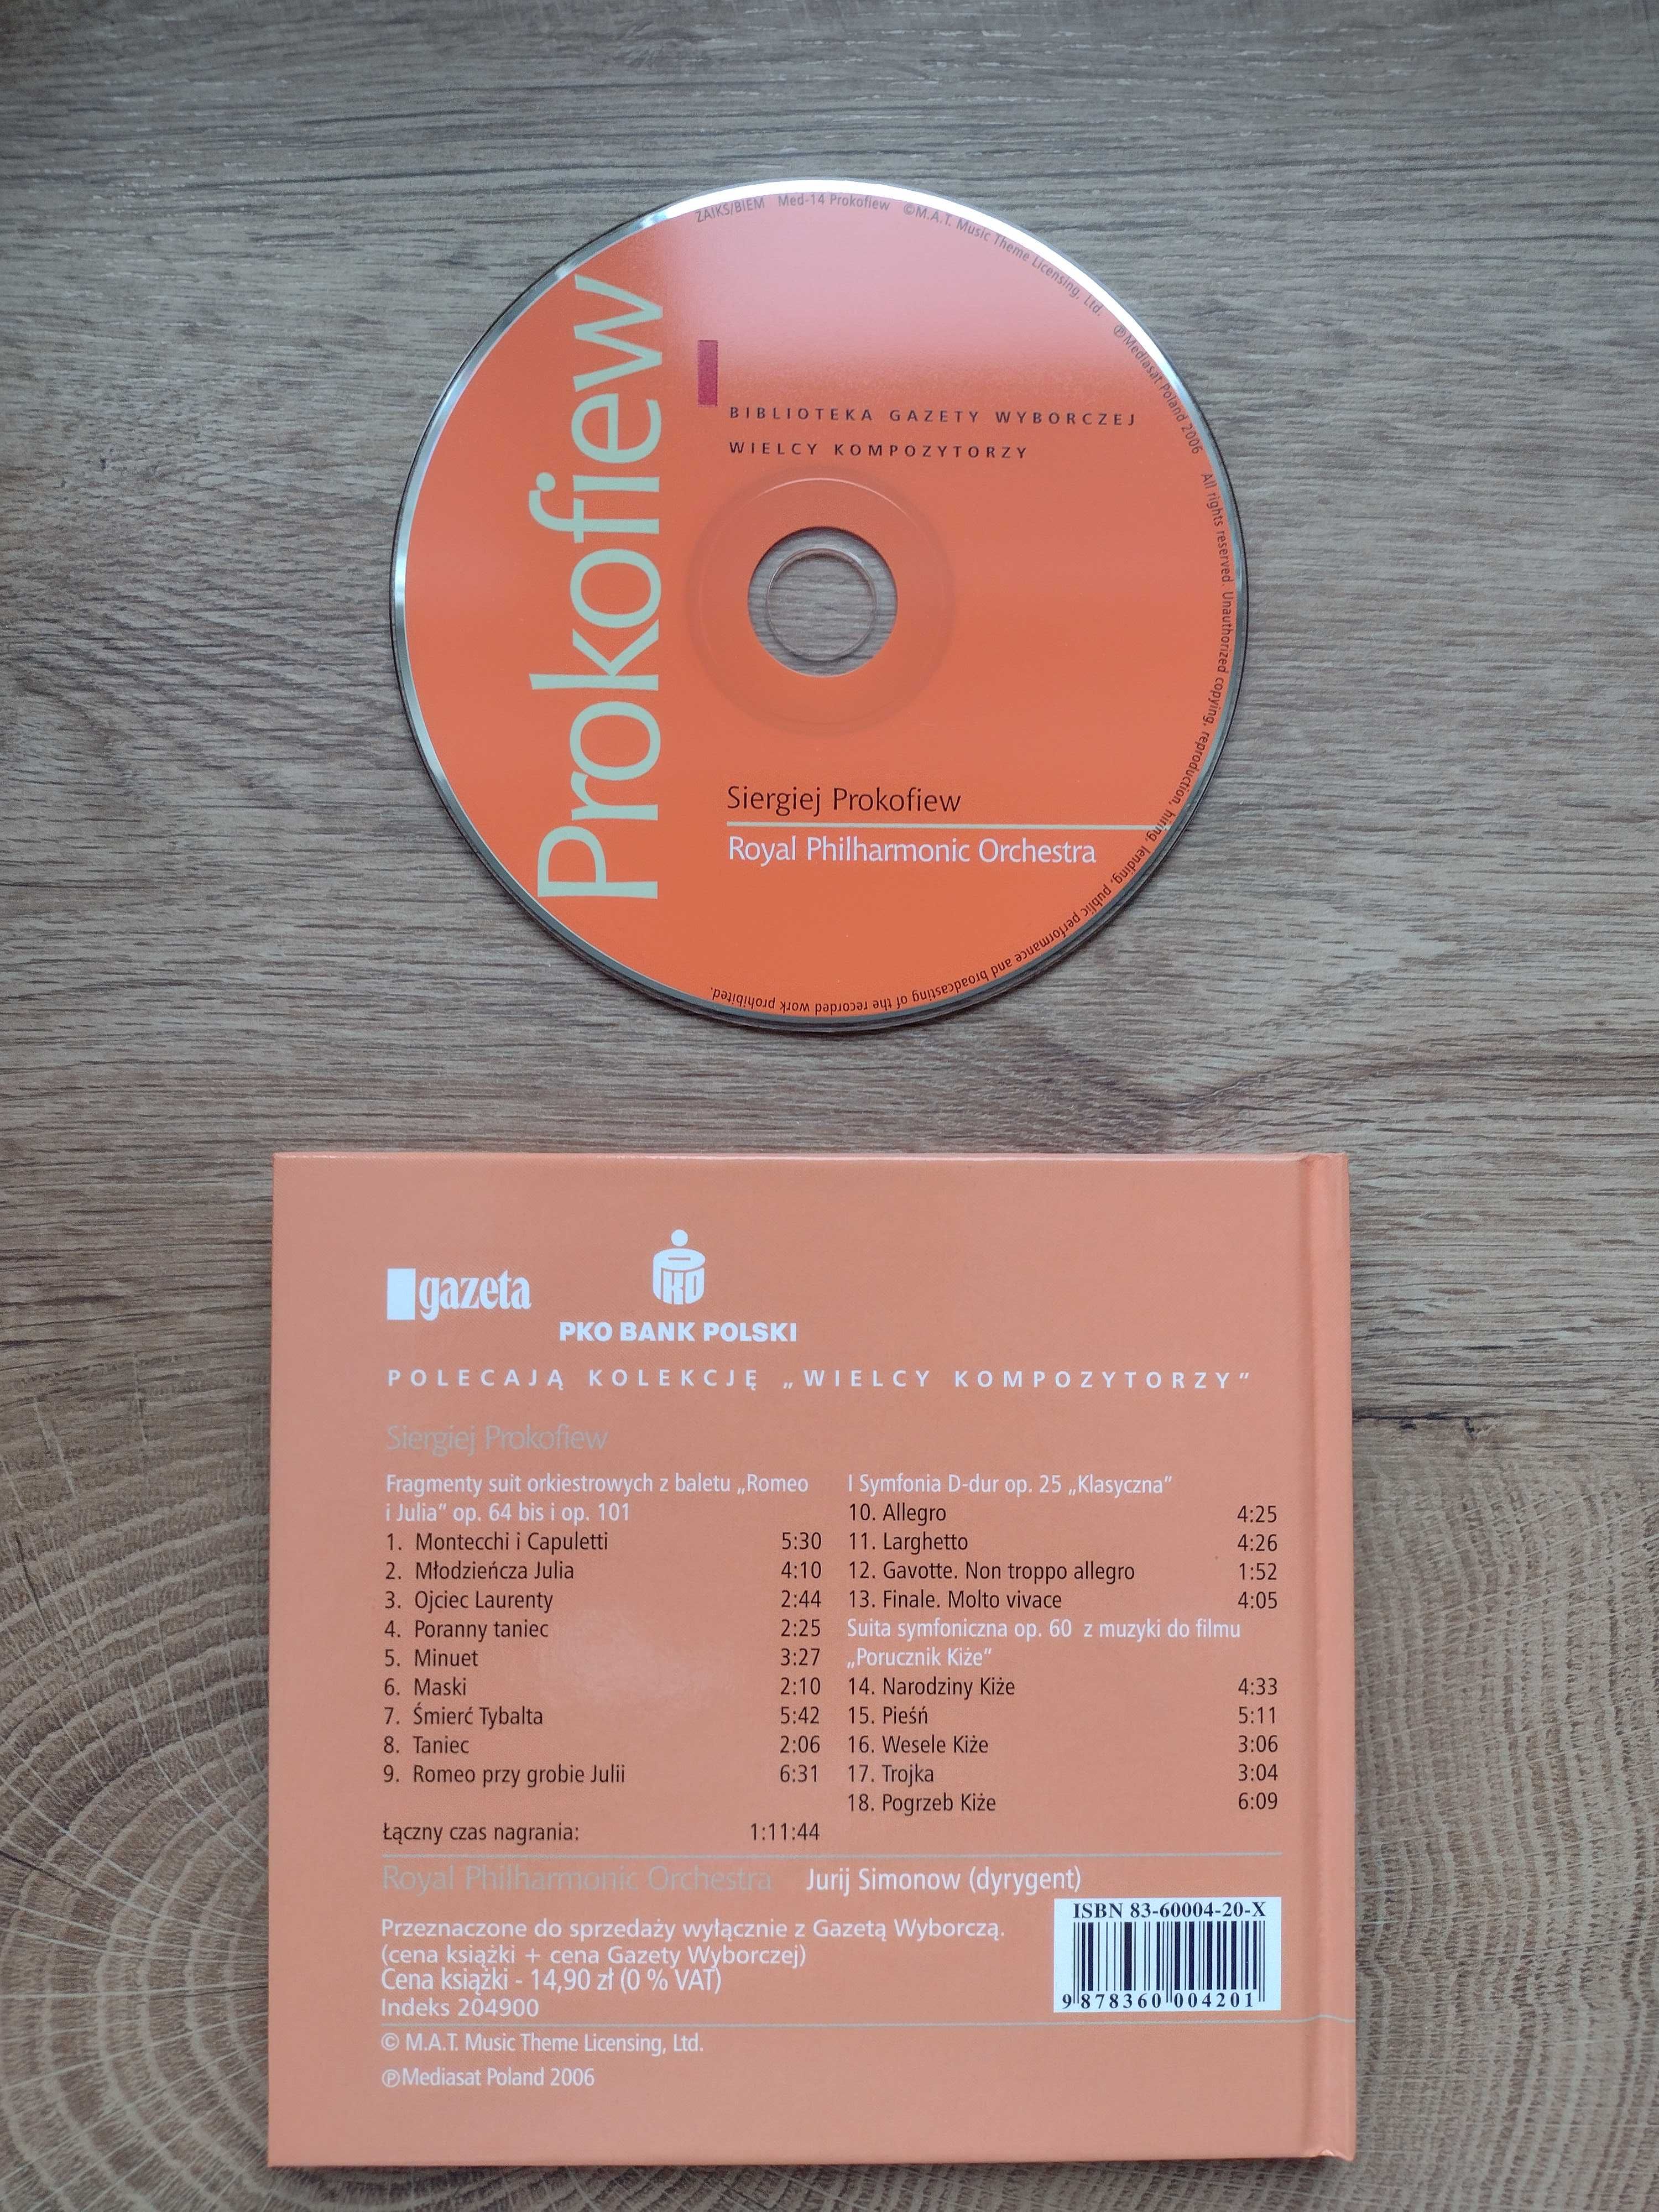 ZAIKS/BIEM Med-14 Prokofiew ©M.A.T. Music Theme Licensing, Ltd. ℗Mediasat Poland 2006 All rights reserved. Unauthorized copying, reproduction, hiring, lending, public performance and broadcasting of the recorded work prohibited.
Prokofiew
BIBLIOTEKA GAZETY WYBORCZEJ
WIELCY KOMPOZYTORZY
Siergiej Prokofiew
Royal Philharmonic Orchestra
gazeta
PKO
PKO BANK POLSKI
POLECAJĄ KOLEKCJĘ „WIELCY KOMPOZYTORZY”
Siergiej Prokofiew
Fragmenty suit orkiestrowych z baletu „Romeo
i Julia” op. 64 bis i op. 101
1. Montecchi i Capuletti 5:30
2. Młodzieńcza Julia 4:10
3. Ojciec Laurenty 2:44
4. Poranny taniec 2:25
5. Minuet 3:27
6. Maski 2:10
7. Śmierć Tybalta 5:42
8. Taniec 2:06
9. Romeo przy grobie Julii 6:31
Łączny czas nagrania: 1:11:44
I Symfonia D-dur op. 25 „Klasyczna”
10. Allegro 4:25
11. Larghetto 4:26
12. Gavotte. Non troppo allegro 1:52
13. Finale. Molto vivace 4:05
Suita symfoniczna op. 60 z muzyki do filmu
„Porucznik Kiże”
14. Narodziny Kiże 4:33
15. Pieśń 5:11
16. Wesele Kiże 3:06
17. Trojka 3:04
18. Pogrzeb Kiże 6:09
Royal Philharmonic Orchestra Jurij Simonow (dyrygent)
Przeznaczone do sprzedaży wyłącznie z Gazetą Wyborczą.
(cena książki + cena Gazety Wyborczej)
Cena książki - 14,90 zł (0 % VAT)
Indeks 204900
ISBN 83-60004-20-X
9 878360 004201
© M.A.T. Music Theme Licensing, Ltd.
℗Mediasat Poland 2006